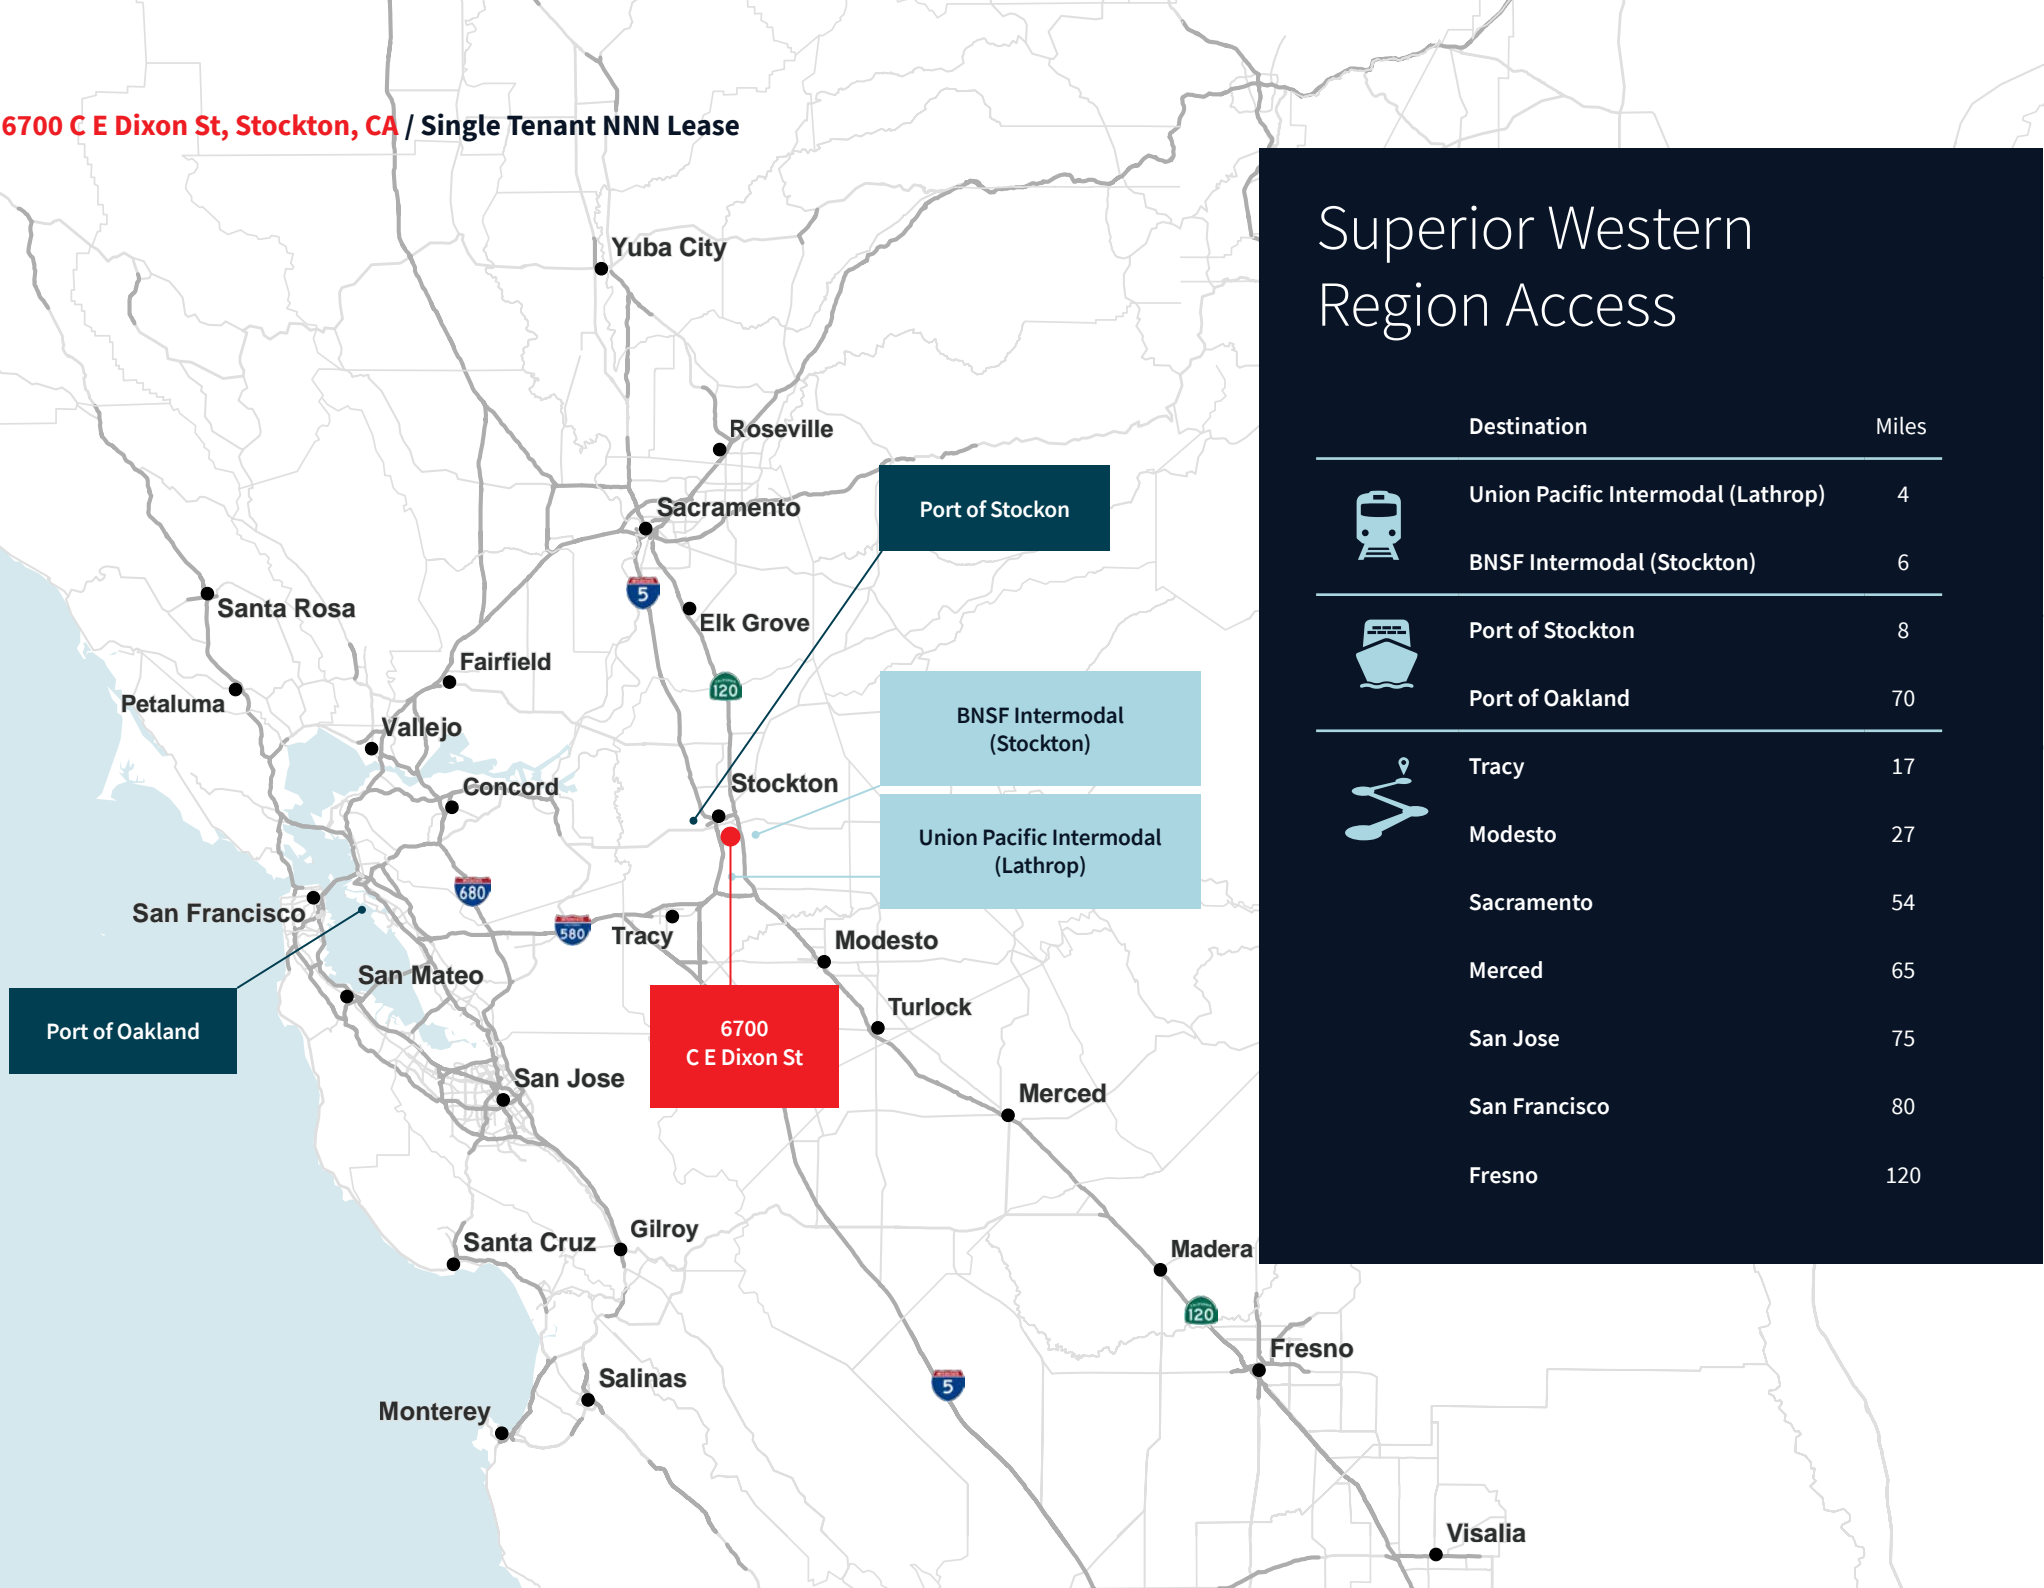 6700 C E Dixon St, Stockton, CA / Single Tenant NNN Lease
Yuba City
Roseville
Sacramento
Port of Stockon
5
Elk Grove
Santa Rosa
Fairfield
120
Petaluma
Vallejo
BNSF Intermodal
(Stockton)
Concord
Stockton
Union Pacific Intermodal
(Lathrop)
680
San Francisco
580
Tracy
Modesto
San Mateo
Turlock
Port of Oakland
6700
C E Dixon St
San Jose
Merced
Gilroy
Santa Cruz
Madera
120
Fresno
Salinas
5
Monterey
Visalia
Superior Western
Region Access
Destination Miles
Union Pacific Intermodal (Lathrop) 4
BNSF Intermodal (Stockton) 6
Port of Stockton 8
Port of Oakland 70
Tracy 17
Modesto 27
Sacramento 54
Merced 65
San Jose 75
San Francisco 80
Fresno 120